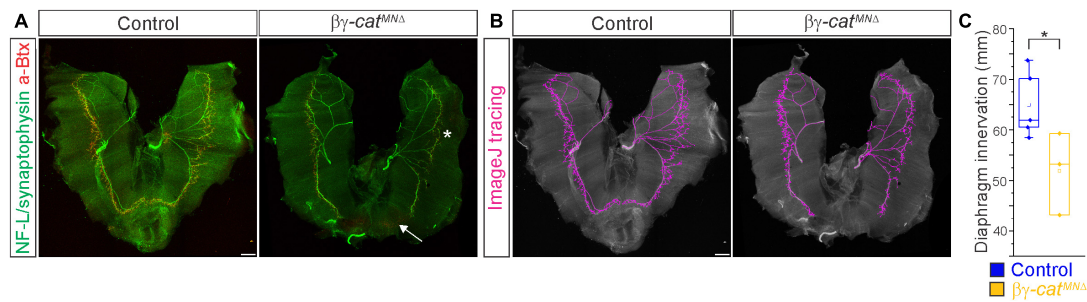 A
Control
βγ-cat^MNΔ
NF-L/synaptophysin a-Btx
*
B
Control
βγ-cat^MNΔ
ImageJ tracing
C
Diaphragm innervation (mm)
80
70
60
50
40
*
Control
βγ-cat^MNΔ